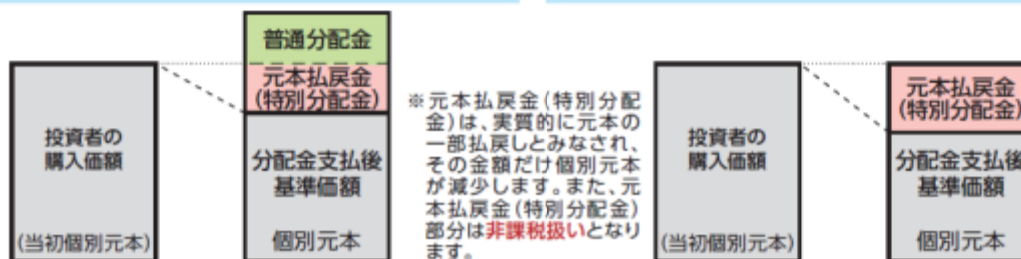 普通分配金
元本払戻金
(特別分配金)
投資者の
購入価額
(当初個別元本)
分配金支払後
基準価額
個別元本
※元本払戻金(特別分配
金)は、実質的に元本の
一部払戻しとみなされ、
その金額だけ個別元本
が減少します。また、元
本払戻金(特別分配金)
部分は非課税扱いとなり
ます。
投資者の
購入価額
(当初個別元本)
元本払戻金
(特別分配金)
分配金支払後
基準価額
個別元本